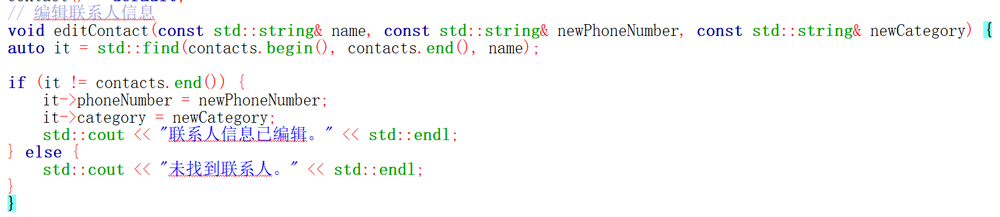 // 编辑联系人信息
void editContact(const std::string& name, const std::string& newPhoneNumber, const std::string& newCategory) {
auto it = std::find(contacts.begin(), contacts.end(), name);
if (it != contacts.end()) {
it->phoneNumber = newPhoneNumber;
it->category = newCategory;
std::cout << "联系人信息已编辑。" << std::endl;
} else {
std::cout << "未找到联系人。" << std::endl;
}
}